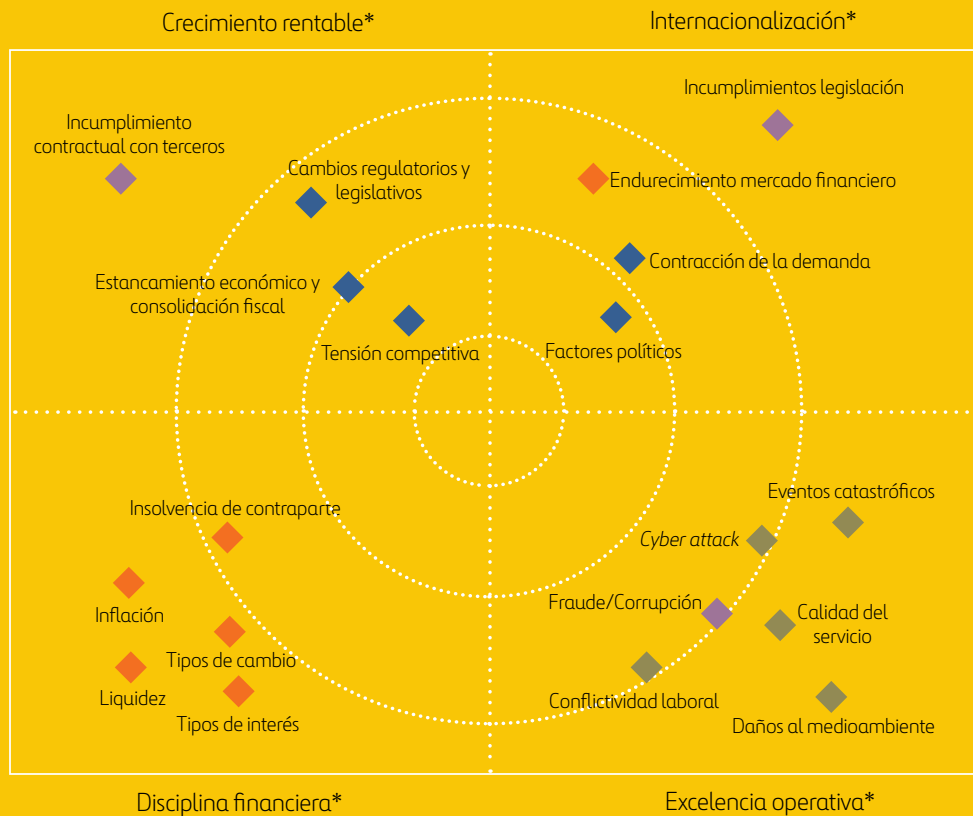 Crecimiento rentable*
Internacionalización*
Incumplimientos legislación
Incumplimiento
contractual con terceros
Cambios regulatorios y
legislativos
Endurecimiento mercado financiero
Contracción de la demanda
Estancamiento económico y
consolidación fiscal
Tensión competitiva
Factores políticos
Insolvencia de contraparte
Inflación
Tipos de cambio
Liquidez
Tipos de interés
Eventos catastróficos
Cyber attack
Fraude/Corrupción
Calidad del
servicio
Conflictividad laboral
Daños al medioambiente
Disciplina financiera*
Excelencia operativa*